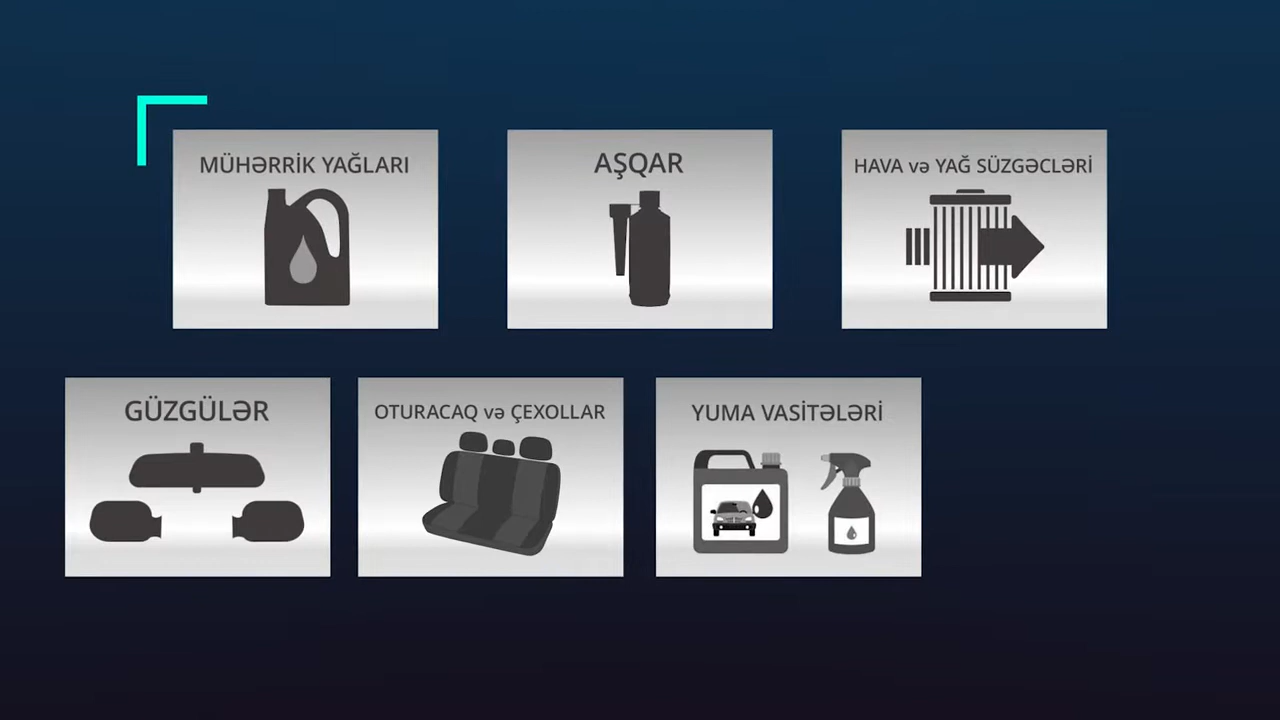 MÜHƏRRİK YAĞLARI
AŞQAR
HAVA və YAĞ SÜZGƏCLƏRİ
GÜZGÜLƏR
OTURACAQ və ÇEXOLLAR
YUMA VASİTƏLƏRİ